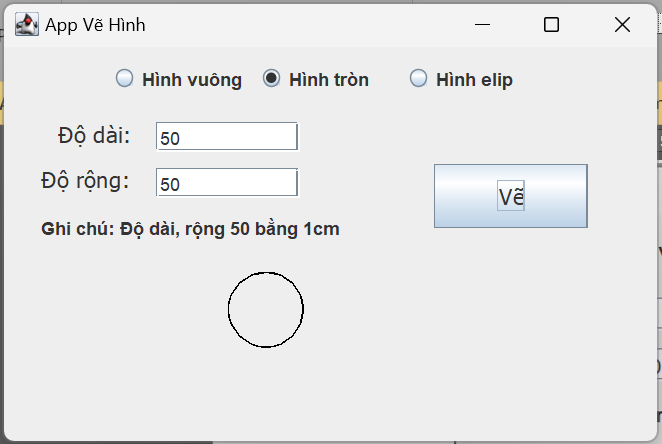 App Vẽ Hình
Hình vuông Hình tròn Hình elip
Độ dài: 50
Độ rộng: 50
Vẽ
Ghi chú: Độ dài, rộng 50 bằng 1cm